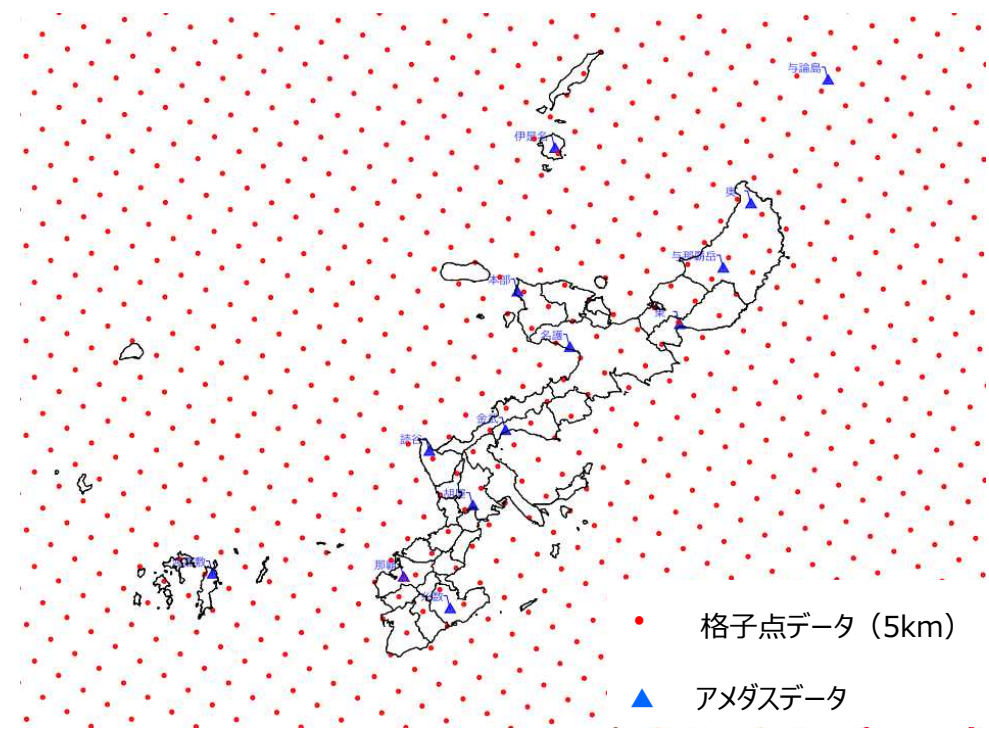 与論島
伊是名
奥
与那覇岳
本部
東
名護
金武
読谷
胡屋
那覇
糸数
格子点データ（5km）
アメダスデータ